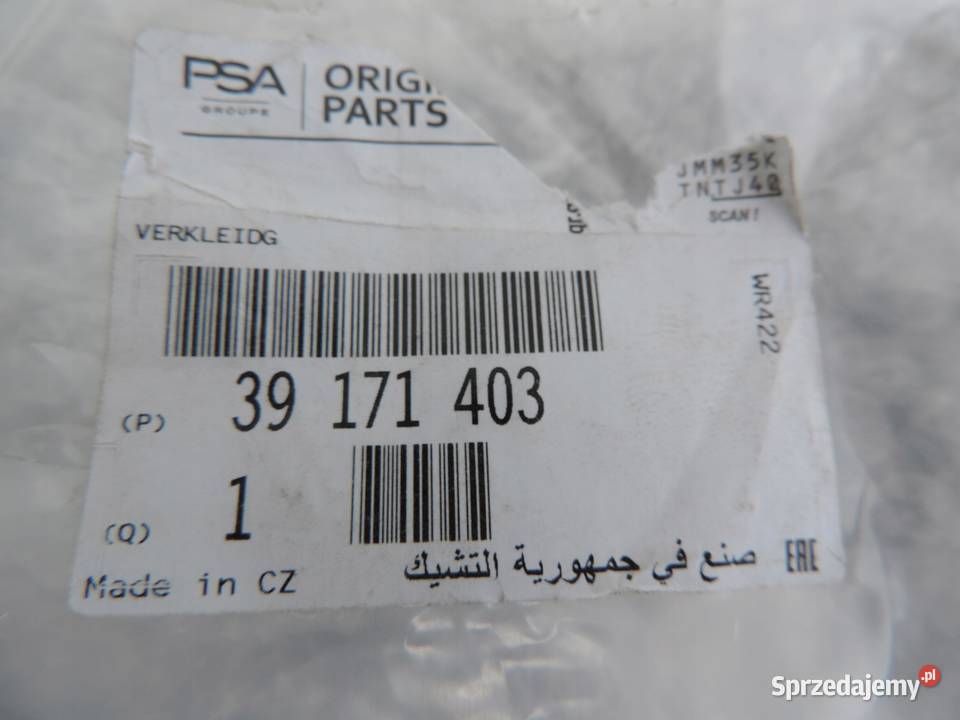 PSA
GROUPE
ORIGI
PARTS
JMM35K
TNTJ40
SCAN!
VERKLEIDG
WR422
(P) 39 171 403
(Q) 1
Made in CZ
صنع في جمهورية التشيك
EAC
Sprzedajemy.pl